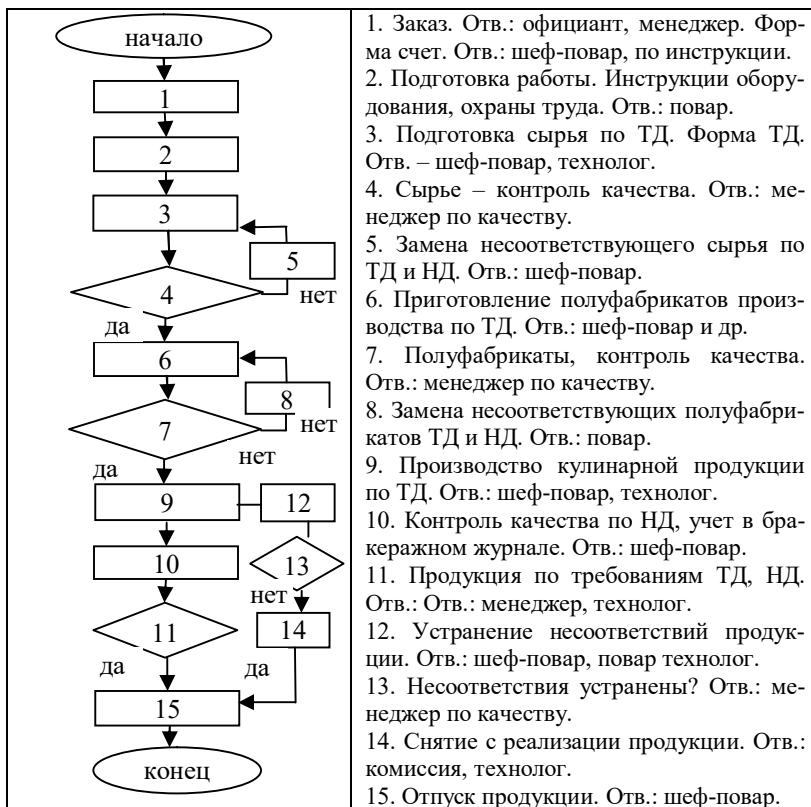 начало
1
2
3
5
4
нет
да
6
8
нет
7
нет
да
9
12
10
13
нет
11
14
да
да
15
конец
1. Заказ. Отв.: официант, менеджер. Фор-
ма счет. Отв.: шеф-повар, по инструкции.
2. Подготовка работы. Инструкции обору-
дования, охраны труда. Отв.: повар.
3. Подготовка сырья по ТД. Форма ТД.
Отв. – шеф-повар, технолог.
4. Сырье – контроль качества. Отв.: ме-
неджер по качеству.
5. Замена несоответствующего сырья по
ТД и НД. Отв.: шеф-повар.
6. Приготовление полуфабрикатов произ-
водства по ТД. Отв.: шеф-повар и др.
7. Полуфабрикаты, контроль качества.
Отв.: менеджер по качеству.
8. Замена несоответствующих полуфабри-
катов ТД и НД. Отв.: повар.
9. Производство кулинарной продукции
по ТД. Отв.: шеф-повар, технолог.
10. Контроль качества по НД, учет в бра-
керажном журнале. Отв.: шеф-повар.
11. Продукция по требованиям ТД, НД.
Отв.: Отв.: менеджер, технолог.
12. Устранение несоответствий продук-
ции. Отв.: шеф-повар, повар технолог.
13. Несоответствия устранены? Отв.: ме-
неджер по качеству.
14. Снятие с реализации продукции. Отв.:
комиссия, технолог.
15. Отпуск продукции. Отв.: шеф-повар.